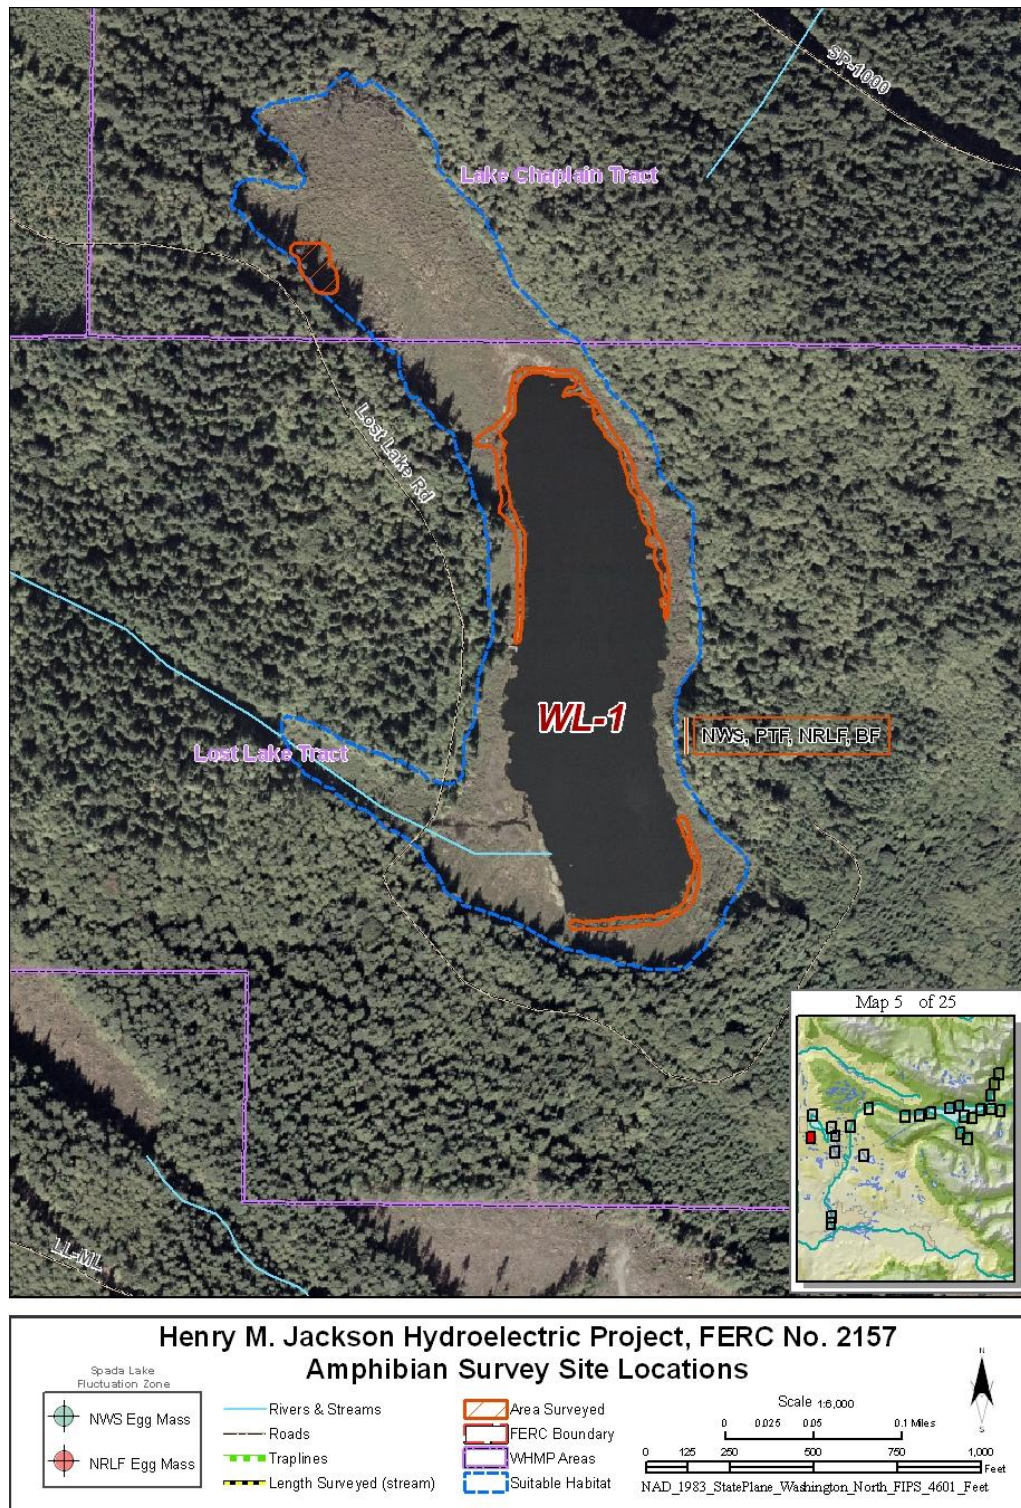 SP-1000
Lake Chaplain Tract
Lost Lake Rd
WL-1
NWS, PTF, NRLF, BF
Lost Lake Tract
LL-ML
Map 5 of 25
Henry M. Jackson Hydroelectric Project, FERC No. 2157
Amphibian Survey Site Locations
Spada Lake
Fluctuation Zone
NWS Egg Mass
NRLF Egg Mass
Rivers & Streams
Roads
Traplines
Length Surveyed (stream)
Area Surveyed
FERC Boundary
WHMP Areas
Suitable Habitat
N
S
Scale 1:6,000
0 0.025 0.05 0.1 Miles
0 125 250 500 750 1,000
Feet
NAD_1983_StatePlane_Washington_North_FIPS_4601_Feet